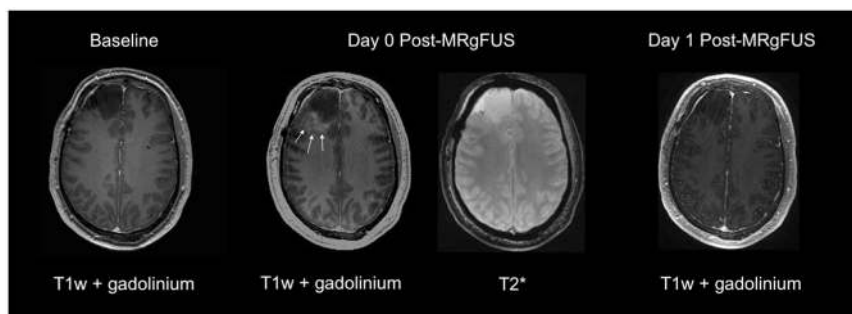 Baseline
Day 0 Post-MRgFUS
Day 1 Post-MRgFUS
T1w + gadolinium
T1w + gadolinium
T2*
T1w + gadolinium